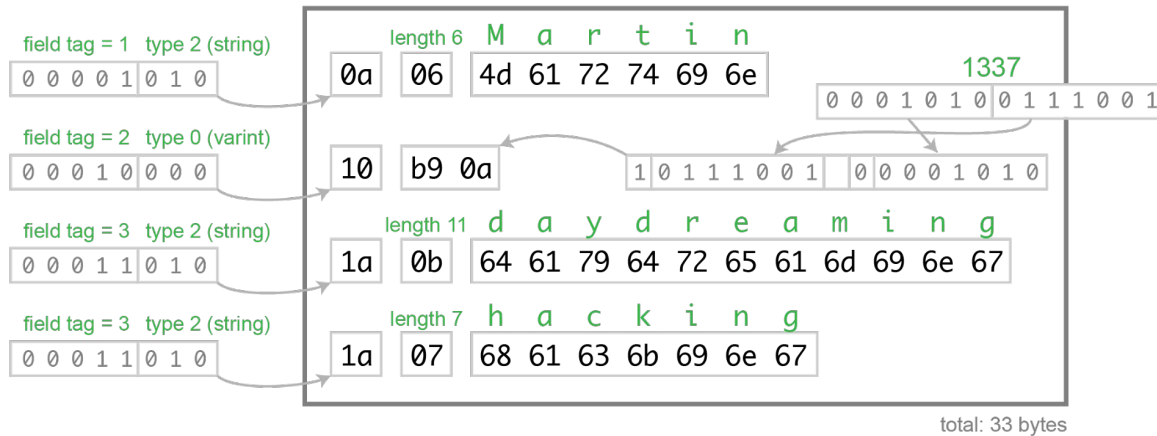 field tag = 1 type 2 (string)
0 0 0 0 1 0 1 0
0a
length 6
06
M a r t i n
4d 61 72 74 69 6e
1337
0 0 0 1 0 1 0 0 1 1 1 0 0 1
field tag = 2 type 0 (varint)
0 0 0 1 0 0 0 0
10
b9 0a
1 0 1 1 1 0 0 1 0 0 0 0 1 0 1 0
field tag = 3 type 2 (string)
0 0 0 1 1 0 1 0
1a
length 11
0b
d a y d r e a m i n g
64 61 79 64 72 65 61 6d 69 6e 67
field tag = 3 type 2 (string)
0 0 0 1 1 0 1 0
1a
length 7
07
h a c k i n g
68 61 63 6b 69 6e 67
total: 33 bytes